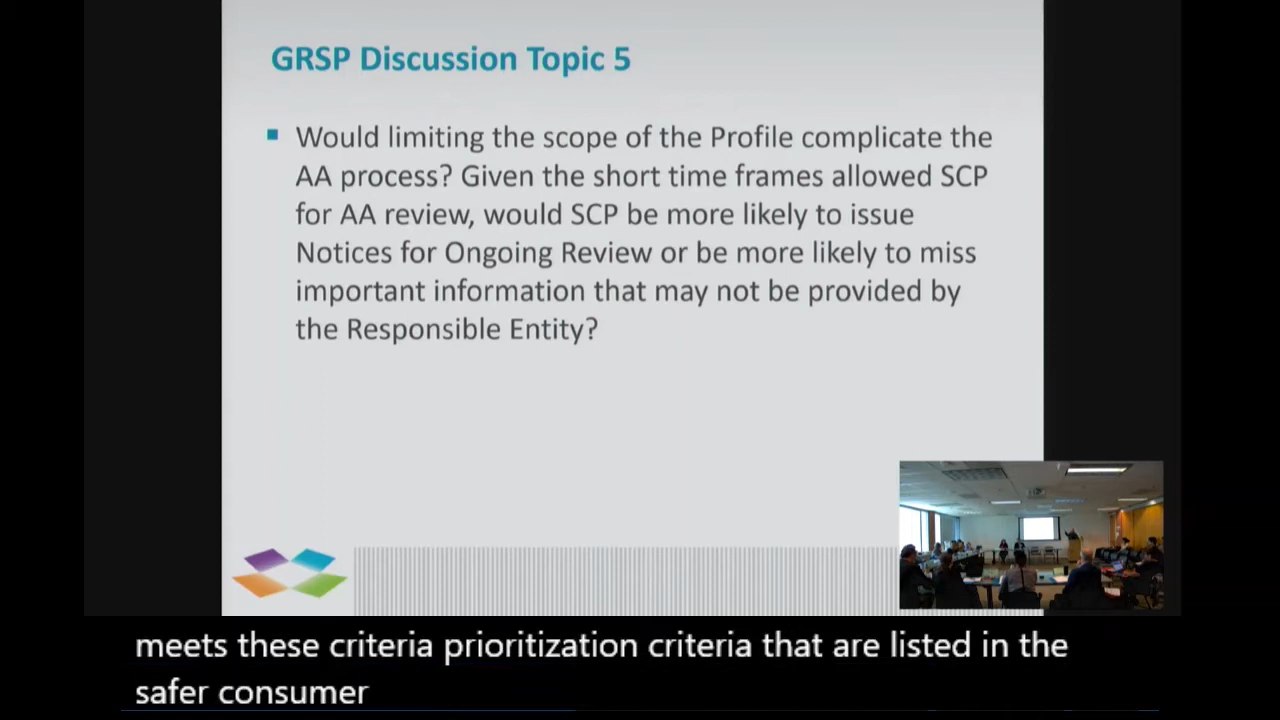 GRSP Discussion Topic 5
Would limiting the scope of the Profile complicate the
AA process? Given the short time frames allowed SCP
for AA review, would SCP be more likely to issue
Notices for Ongoing Review or be more likely to miss
important information that may not be provided by
the Responsible Entity?
meets these criteria prioritization criteria that are listed in the
safer consumer